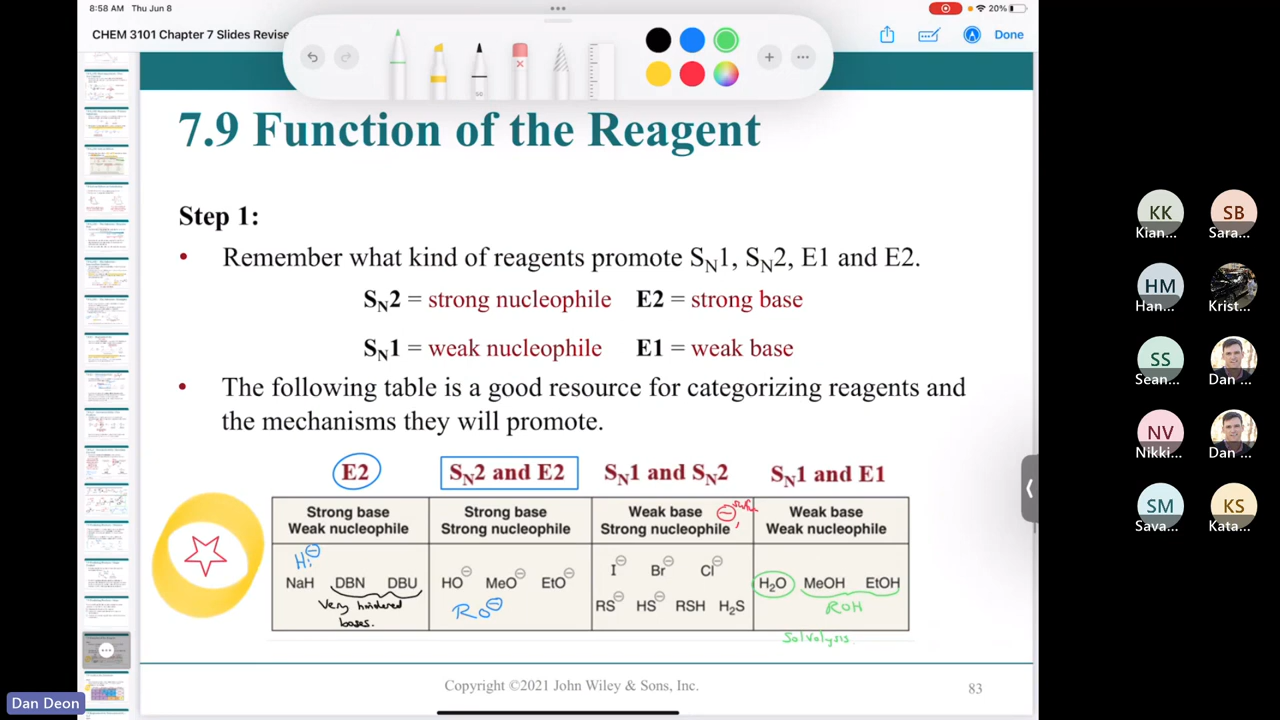 8:58 AM Thu Jun 8
20%
CHEM 3101 Chapter 7 Slides Revise
50
Done
7.9 Function of the Reagent
Step 1:
• Remember what kind of reagents promote SN1, SN2, E1 and E2.
SN2 = strong nucleophile E2 = strong base
SN1 = weak nucleophile E1 = weak base
• The following table is a good resource for categorizing reagents and
the mechanisms they will promote.
E2 SN2 and E2 SN1 and SN2 SN1 and E1
Strong base Strong base Weak base Weak base
Weak nucleophile Strong nucleophile Strong nucleophile Weak nucleophile
H⊖
I⊖ Br⊖ Cl⊖
NaH DBN DBU HO⊖ MeO⊖ EtO⊖ H2O MeOH EtOH
Very hindered RO⊖ RS⊖ HS⊖ RSH H2S ROH
bases.
Solvolysis
Copyright © John Wiley & Sons, Inc. 83
KK SB
Kian... Sara...
HM
Han... Krist...
SS
Sean... Dan ...
NV
Nikki... Dan ...
SM KS
Sava... Kata...
Dan Deon